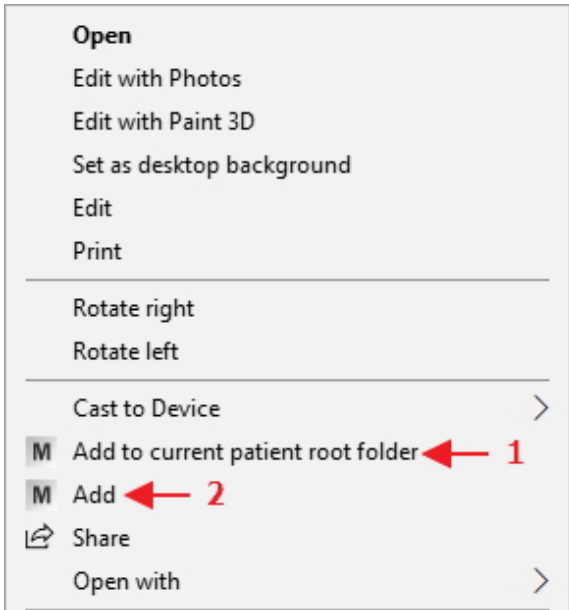 Open
Edit with Photos
Edit with Paint 3D
Set as desktop background
Edit
Print
Rotate right
Rotate left
Cast to Device
M Add to current patient root folder 1
M Add 2
Share
Open with